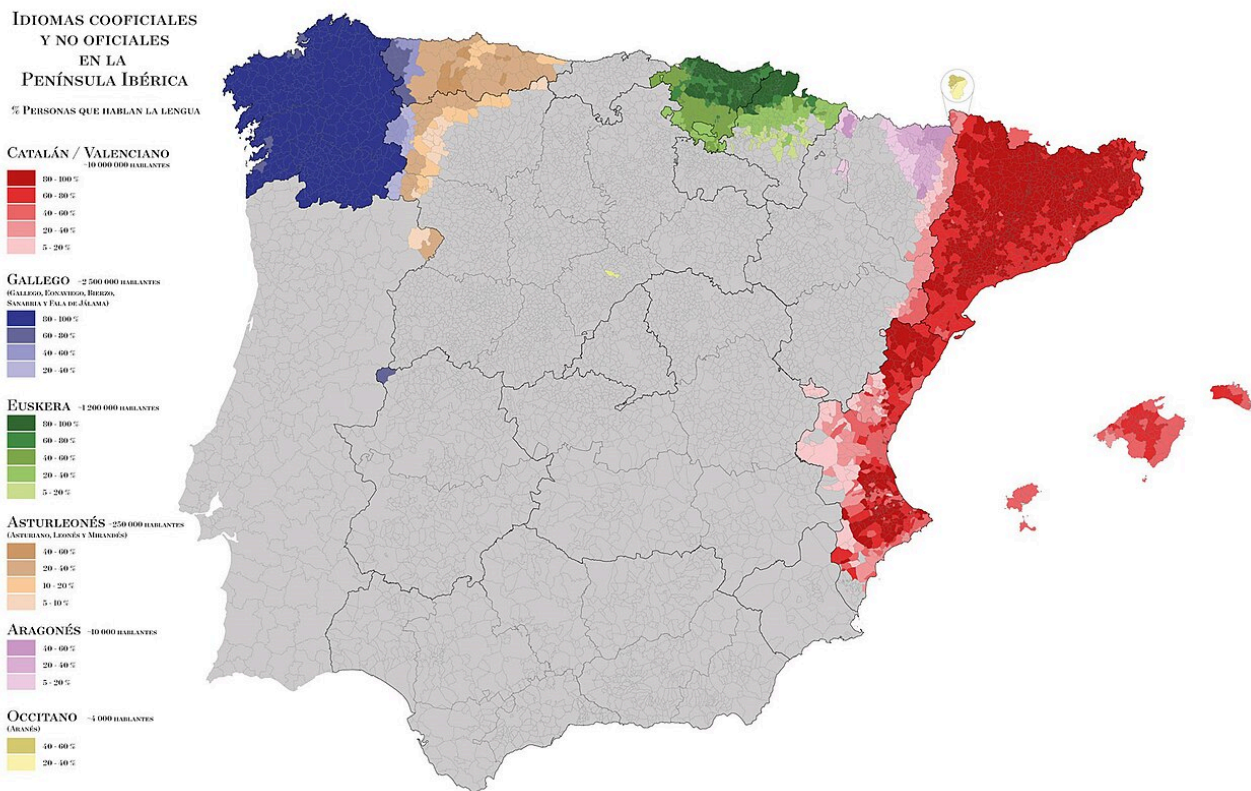 Idiomas cooficiales
y no oficiales
en la
Península Ibérica
% Personas que hablan la lengua
Catalán / Valenciano
~10 000 000 hablantes
80 - 100 %
60 - 80 %
40 - 60 %
20 - 40 %
5 - 20 %
Gallego ~2 500 000 hablantes
(Gallego, Eonaviego, Bierzo,
Sanabria y Fala de Jálama)
80 - 100 %
60 - 80 %
40 - 60 %
20 - 40 %
Euskera ~1 200 000 hablantes
80 - 100 %
60 - 80 %
40 - 60 %
20 - 40 %
5 - 20 %
Asturleonés ~250 000 hablantes
(Asturiano, Leonés y Mirandés)
40 - 60 %
20 - 40 %
10 - 20 %
5 - 10 %
Aragonés ~10 000 hablantes
40 - 60 %
20 - 40 %
5 - 20 %
Occitano ~4 000 hablantes
(Aranés)
40 - 60 %
20 - 40 %